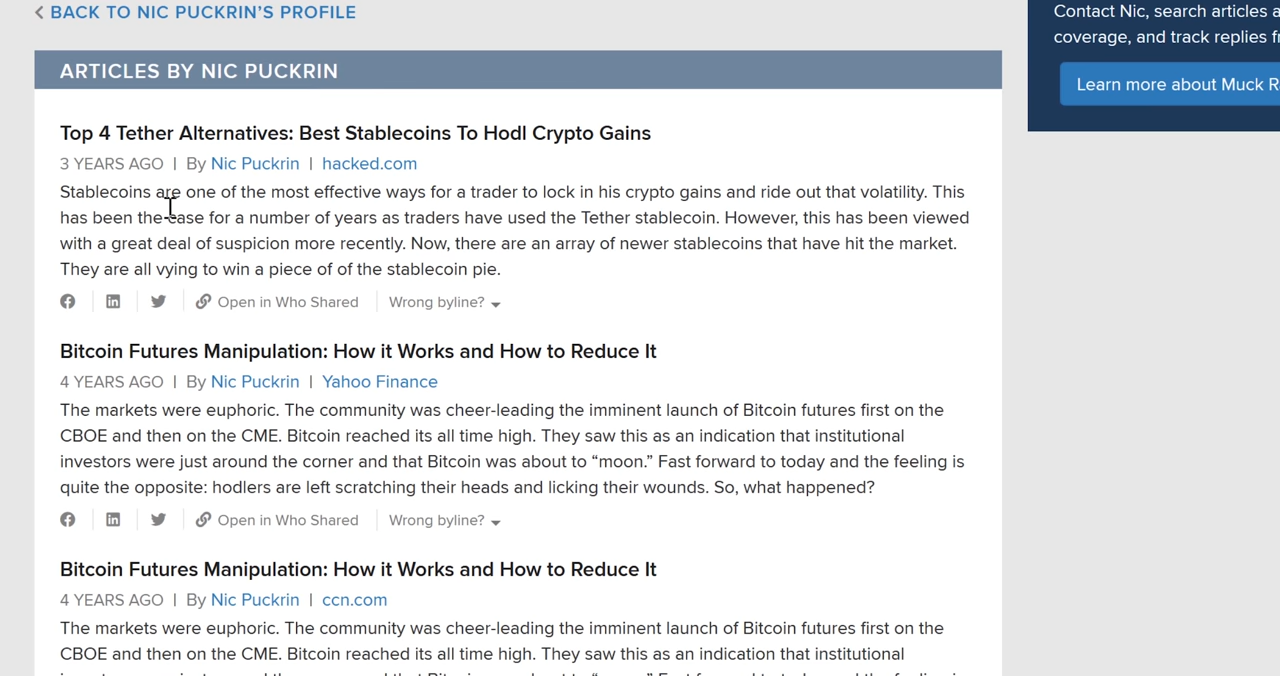 BACK TO NIC PUCKRIN'S PROFILE
Contact Nic, search articles a
coverage, and track replies fr
Learn more about Muck R
ARTICLES BY NIC PUCKRIN
Top 4 Tether Alternatives: Best Stablecoins To Hodl Crypto Gains
3 YEARS AGO | By Nic Puckrin | hacked.com
Stablecoins are one of the most effective ways for a trader to lock in his crypto gains and ride out that volatility. This
has been the case for a number of years as traders have used the Tether stablecoin. However, this has been viewed
with a great deal of suspicion more recently. Now, there are an array of newer stablecoins that have hit the market.
They are all vying to win a piece of of the stablecoin pie.
Open in Who Shared | Wrong byline?
Bitcoin Futures Manipulation: How it Works and How to Reduce It
4 YEARS AGO | By Nic Puckrin | Yahoo Finance
The markets were euphoric. The community was cheer-leading the imminent launch of Bitcoin futures first on the
CBOE and then on the CME. Bitcoin reached its all time high. They saw this as an indication that institutional
investors were just around the corner and that Bitcoin was about to “moon.” Fast forward to today and the feeling is
quite the opposite: hodlers are left scratching their heads and licking their wounds. So, what happened?
Open in Who Shared | Wrong byline?
Bitcoin Futures Manipulation: How it Works and How to Reduce It
4 YEARS AGO | By Nic Puckrin | ccn.com
The markets were euphoric. The community was cheer-leading the imminent launch of Bitcoin futures first on the
CBOE and then on the CME. Bitcoin reached its all time high. They saw this as an indication that institutional